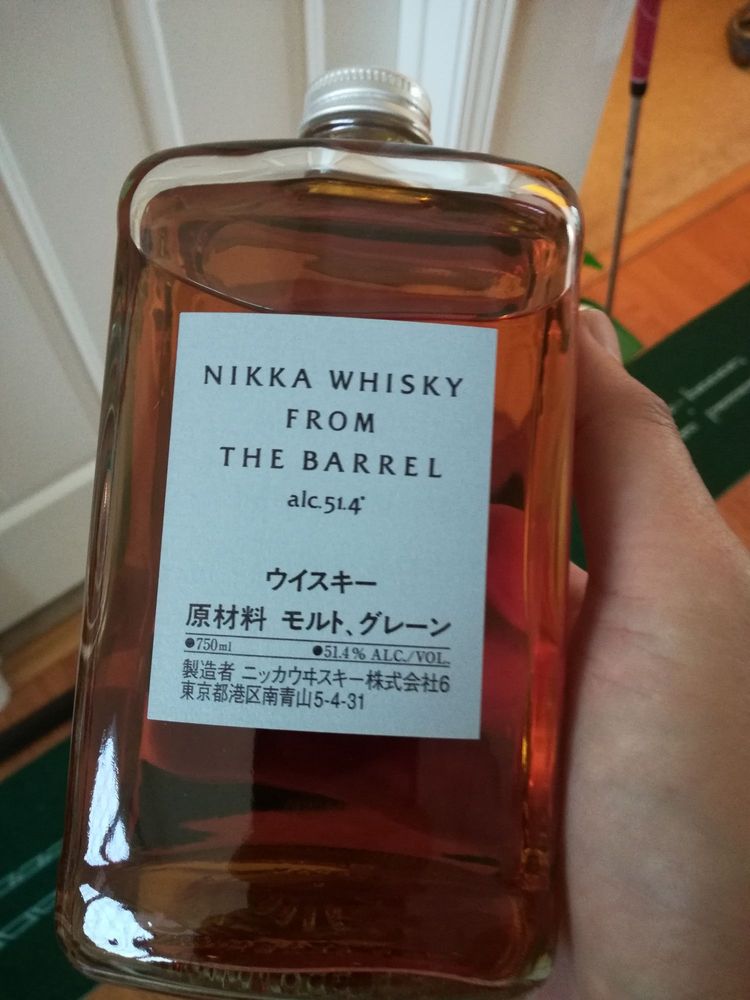 NIKKA WHISKY
FROM
THE BARREL
alc.51.4°
ウイスキー
原材料 モルト、グレーン
●750ml ●51.4% ALC./VOL.
製造者 ニッカウヰスキー株式会社6
東京都港区南青山5-4-31